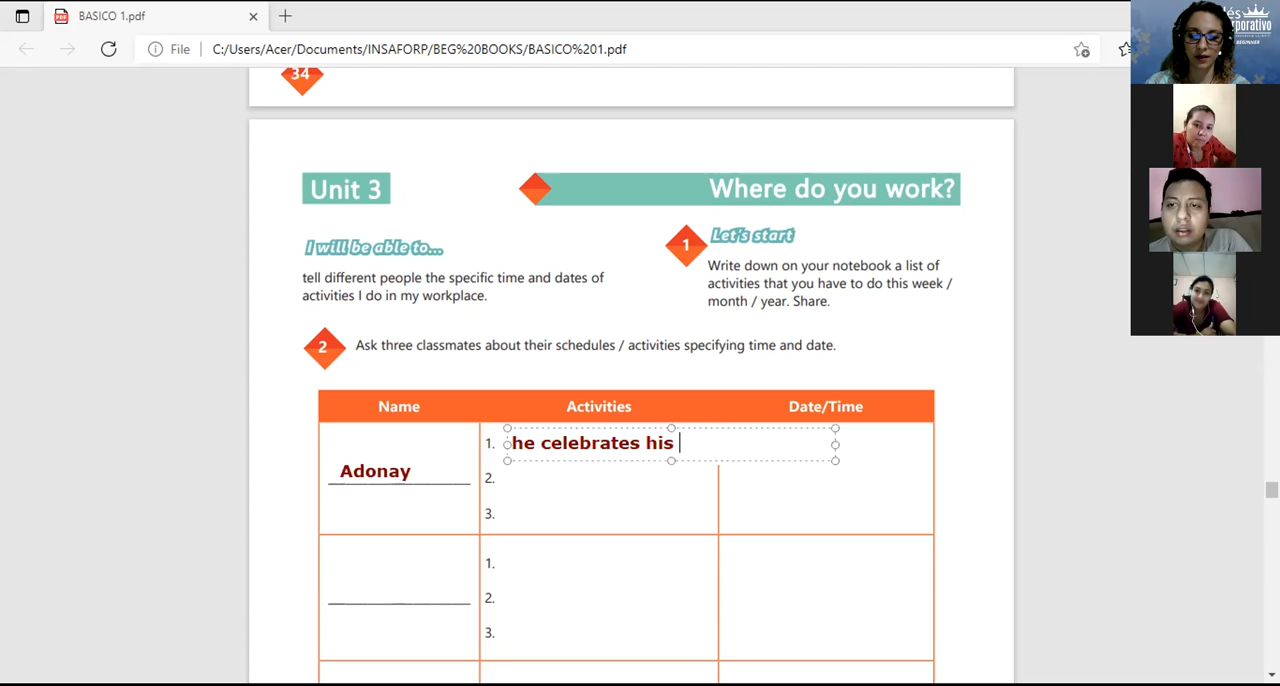 BASICO 1.pdf
File
C:/Users/Acer/Documents/INSAFORP/BEG%20BOOKS/BASICO%201.pdf
34
Unit 3
Where do you work?
I will be able to...
tell different people the specific time and dates of
activities I do in my workplace.
1
Let's start
Write down on your notebook a list of
activities that you have to do this week /
month / year. Share.
2
Ask three classmates about their schedules / activities specifying time and date.
Name
Activities
Date/Time
Adonay
1. he celebrates his
2.
3.
1.
2.
3.
BEGINNER